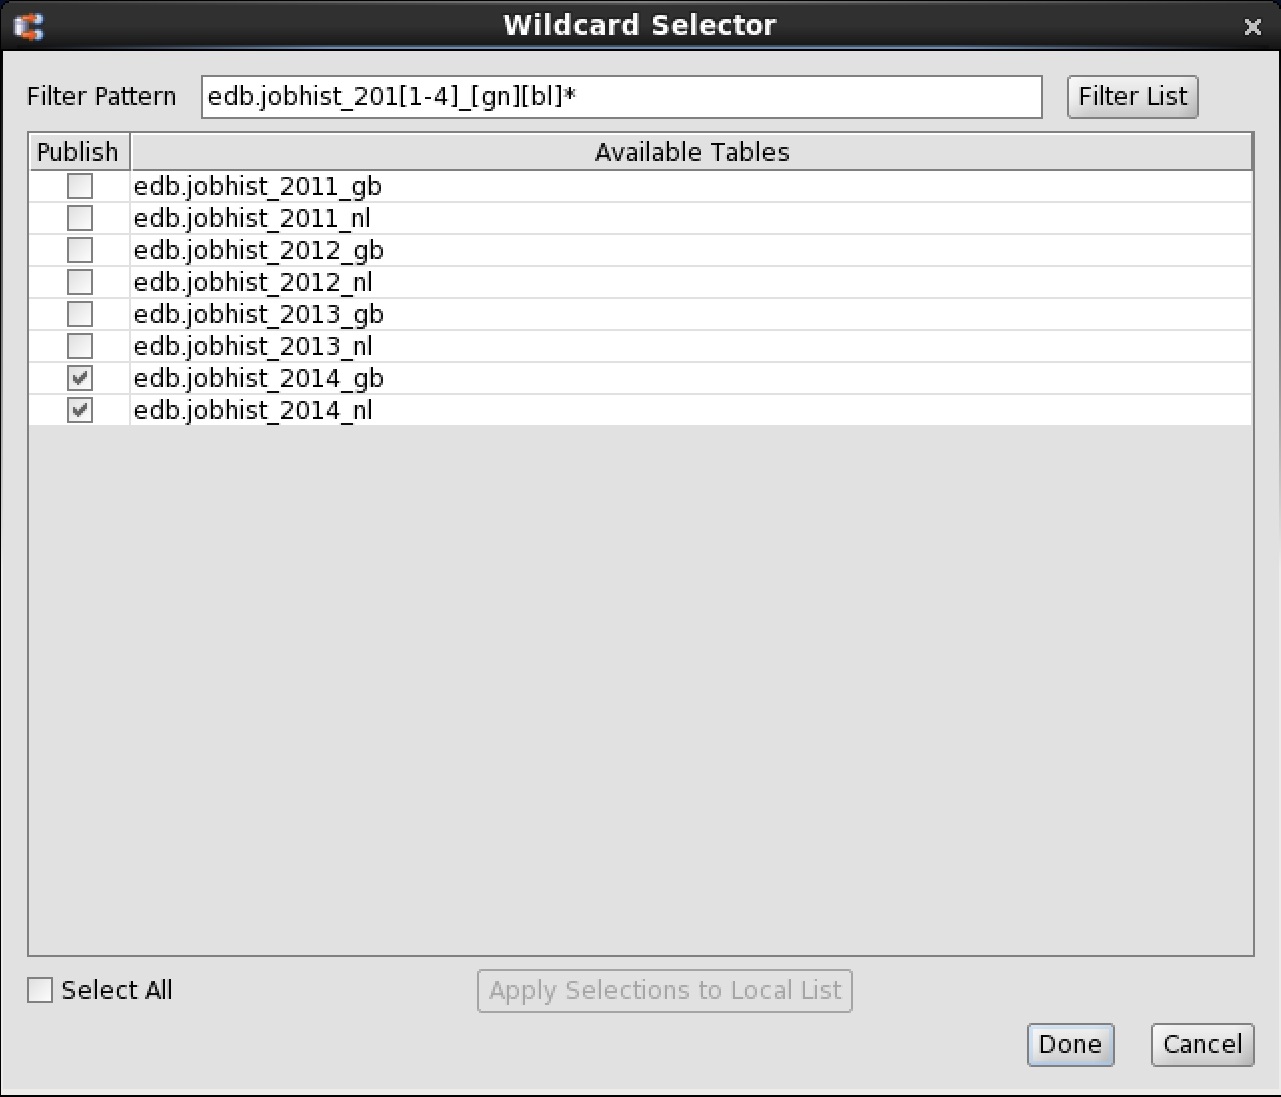 Wildcard Selector
Filter Pattern edb.jobhist_201[1-4]_[gn][bl]* Filter List
Publish Available Tables
edb.jobhist_2011_gb
edb.jobhist_2011_nl
edb.jobhist_2012_gb
edb.jobhist_2012_nl
edb.jobhist_2013_gb
edb.jobhist_2013_nl
edb.jobhist_2014_gb
edb.jobhist_2014_nl
Select All Apply Selections to Local List
Done Cancel